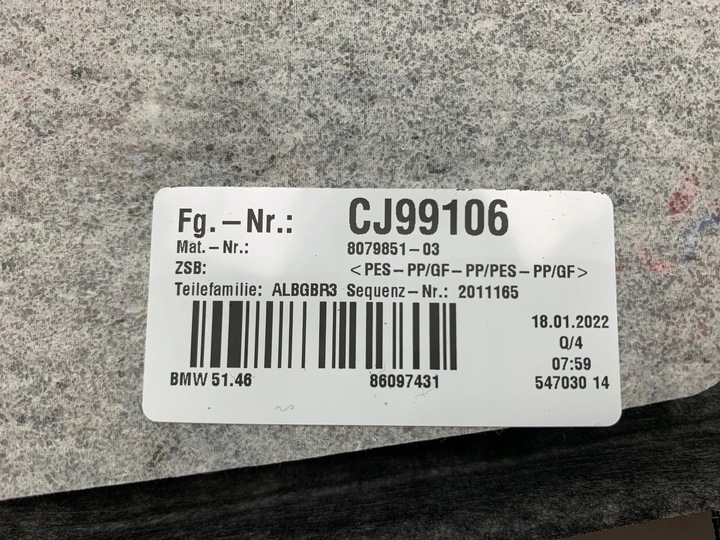 Fg.-Nr.: CJ99106
Mat.-Nr.: 8079851-03
ZSB: <PES-PP/GF-PP/PES-PP/GF>
Teilefamilie: ALBGBR3 Sequenz-Nr.: 2011165
18.01.2022
Q/4
07:59
BMW 51.46 86097431 547030 14